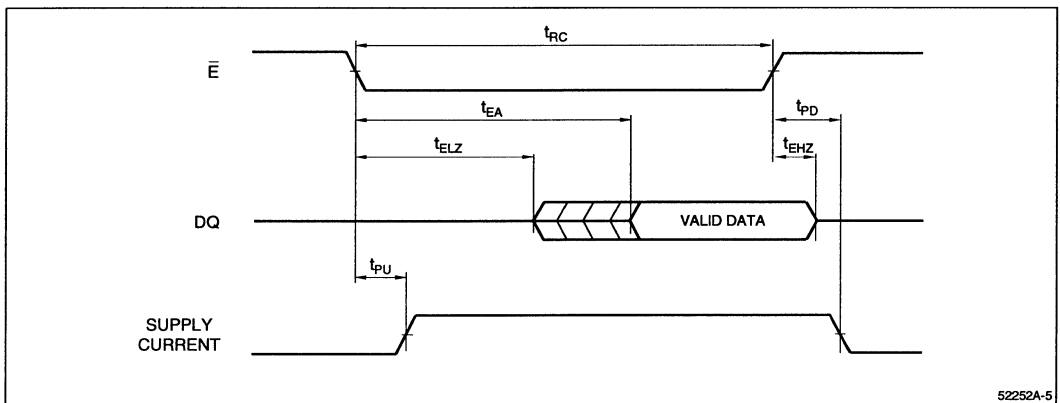 tRC
Ē
tEA
tPD
tELZ
tEHZ
DQ
VALID DATA
tPU
SUPPLY
CURRENT
52252A-5